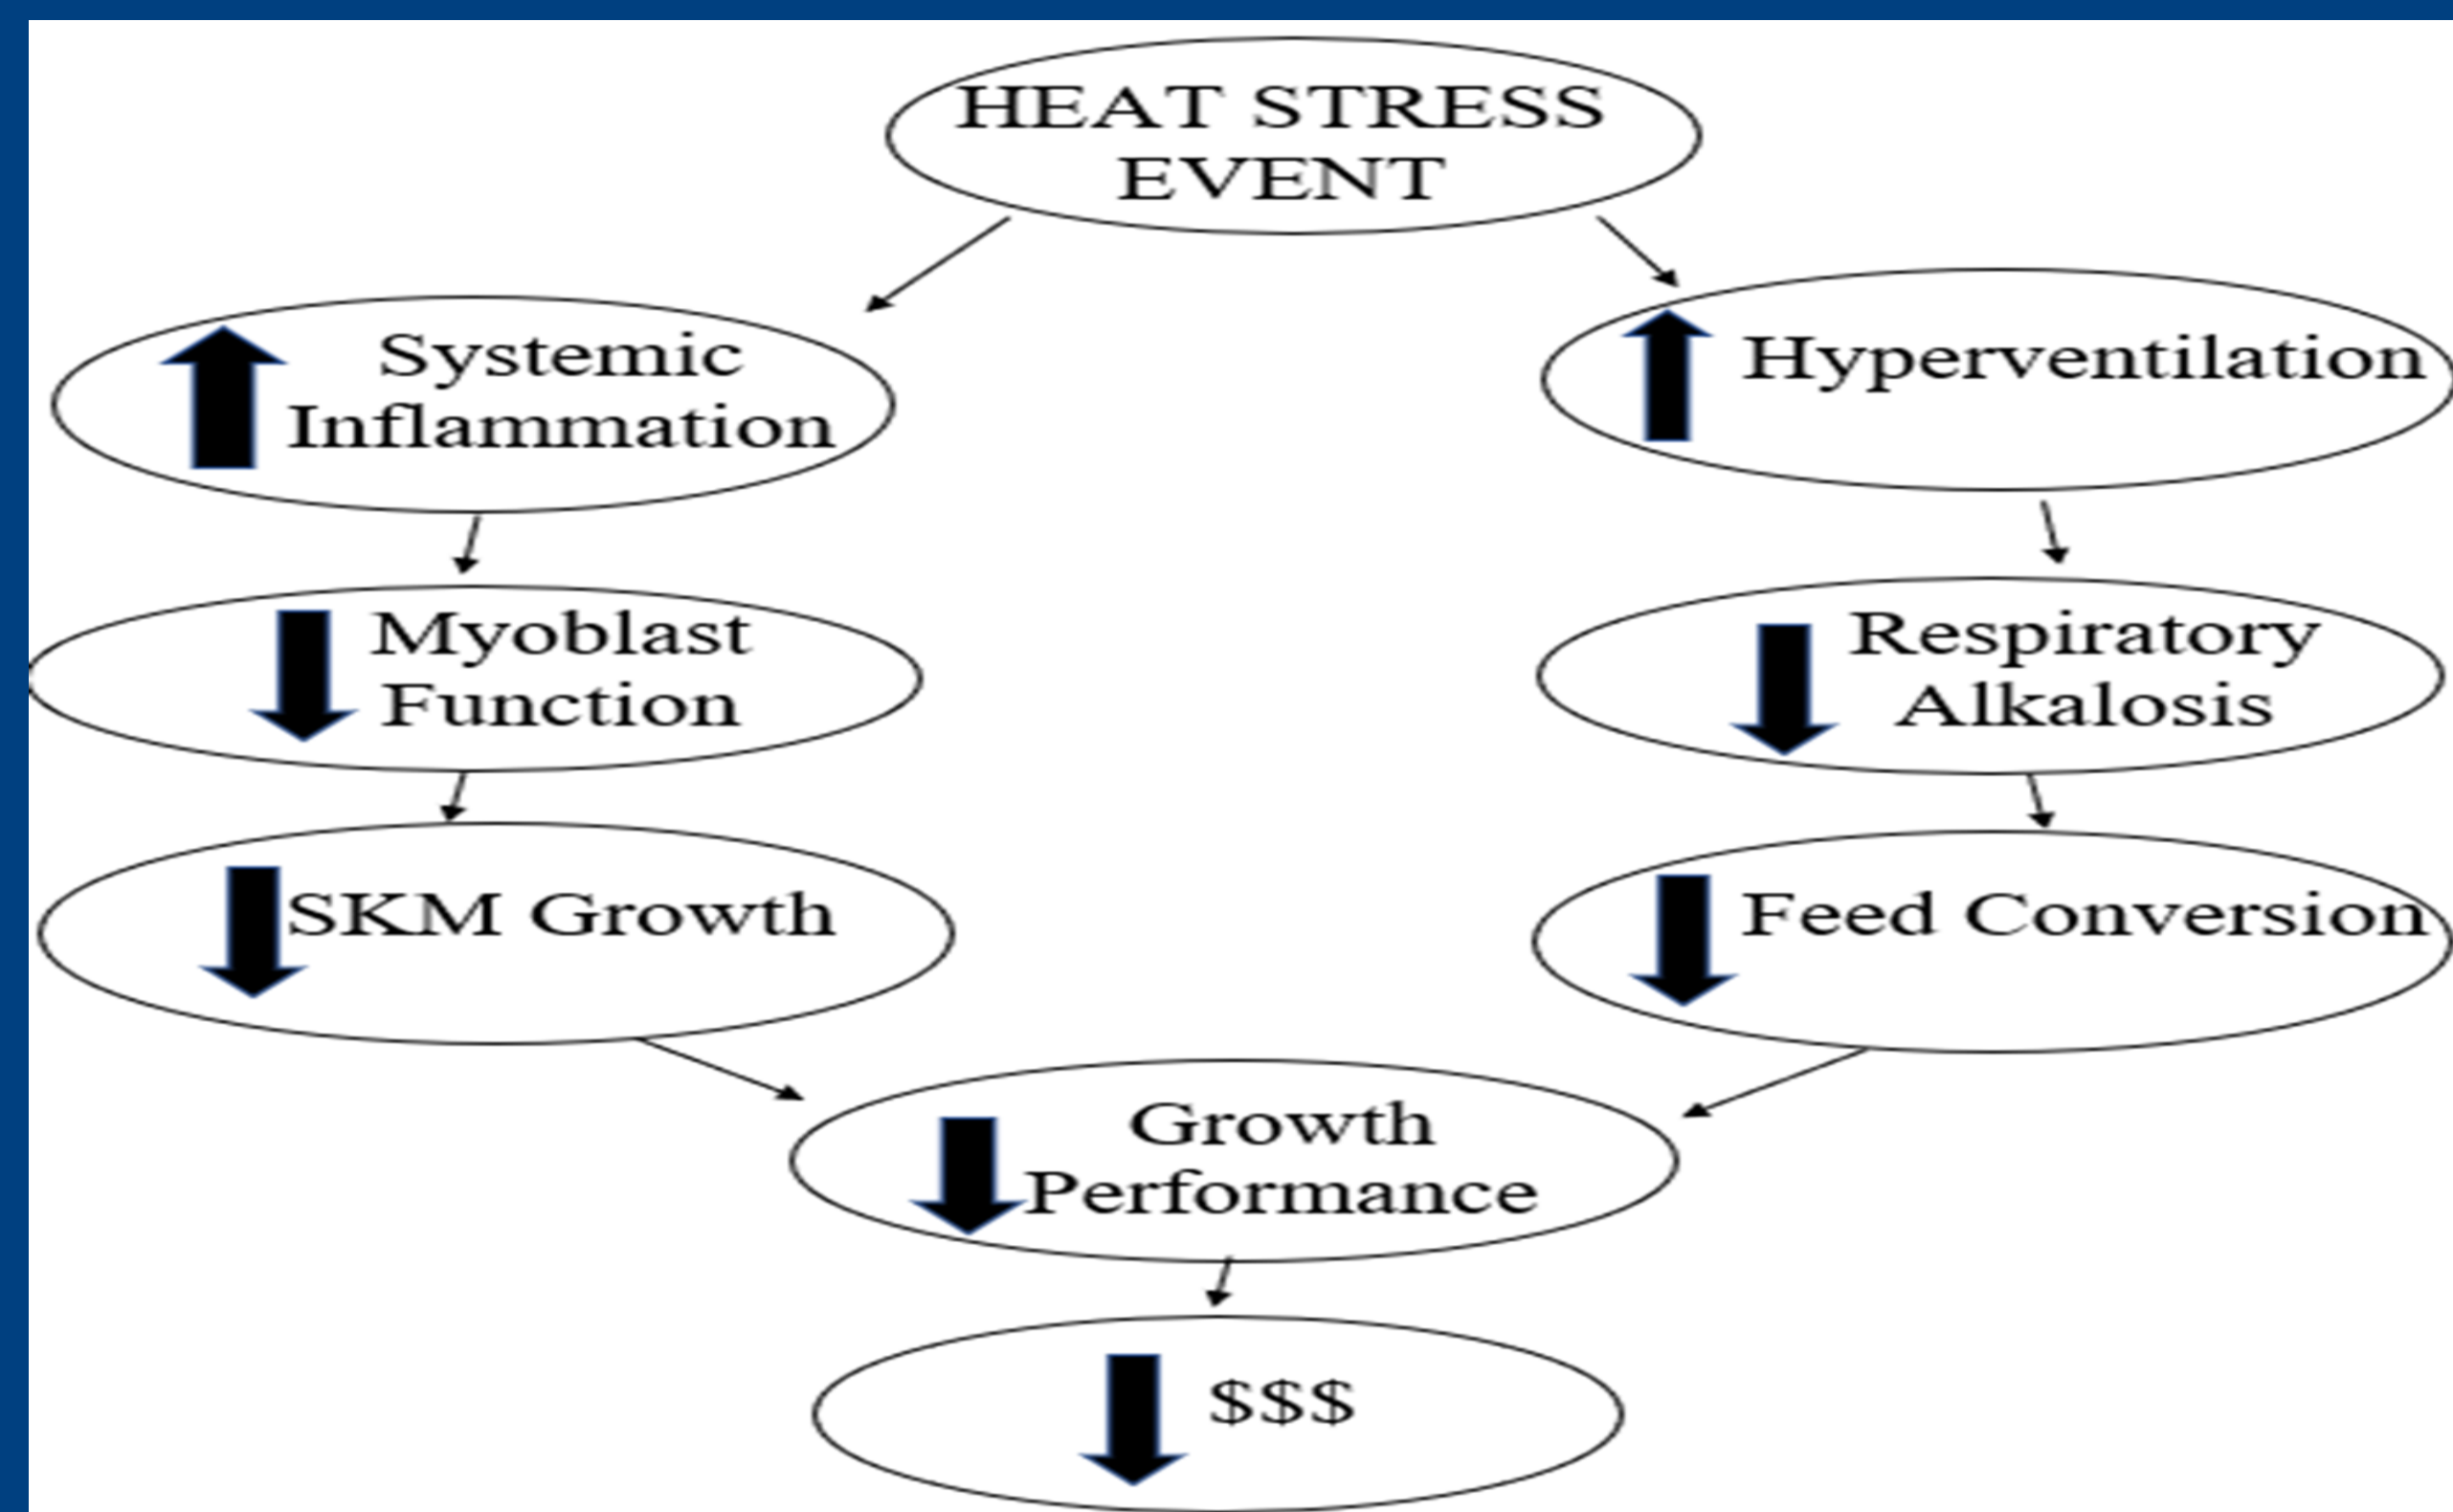 HEAT STRESS
EVENT
Systemic
Inflammation
Hyperventilation
Myoblast
Function
Respiratory
Alkalosis
SKM Growth
Feed Conversion
Growth
Performance
$$$